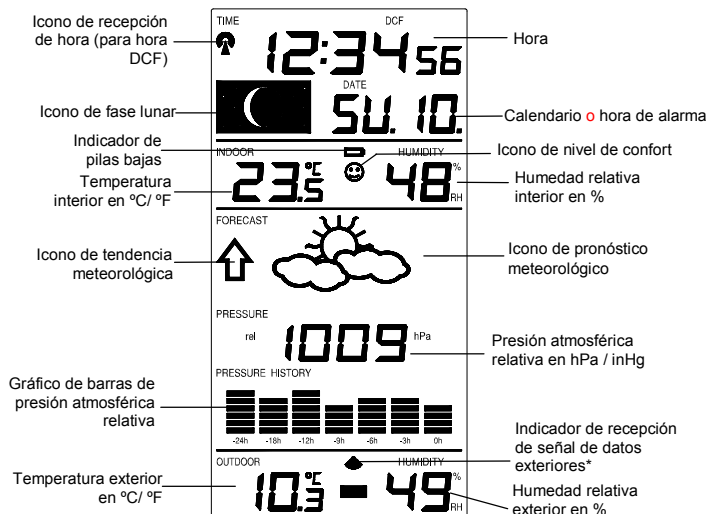 Icono de recepción
de hora (para hora
DCF)
TIME
DCF
12:34 56
Hora
Icono de fase lunar
DATE
SU. 10.
Calendario o hora de alarma
Indicador de
pilas bajas
Icono de nivel de confort
INDOOR
HUMIDITY
Temperatura
interior en ºC/ ºF
23.5 °C
48 % RH
Humedad relativa
interior en %
FORECAST
Icono de tendencia
meteorológica
Icono de pronóstico
meteorológico
PRESSURE
rel 1009 hPa
Presión atmosférica
relativa en hPa / inHg
PRESSURE HISTORY
Gráfico de barras de
presión atmosférica
relativa
-24h -18h -12h -9h -6h -3h 0h
Indicador de recepción
de señal de datos
exteriores*
OUTDOOR
HUMIDITY
Temperatura exterior
en ºC/ ºF
10.3 °C
49 % RH
Humedad relativa
exterior en %